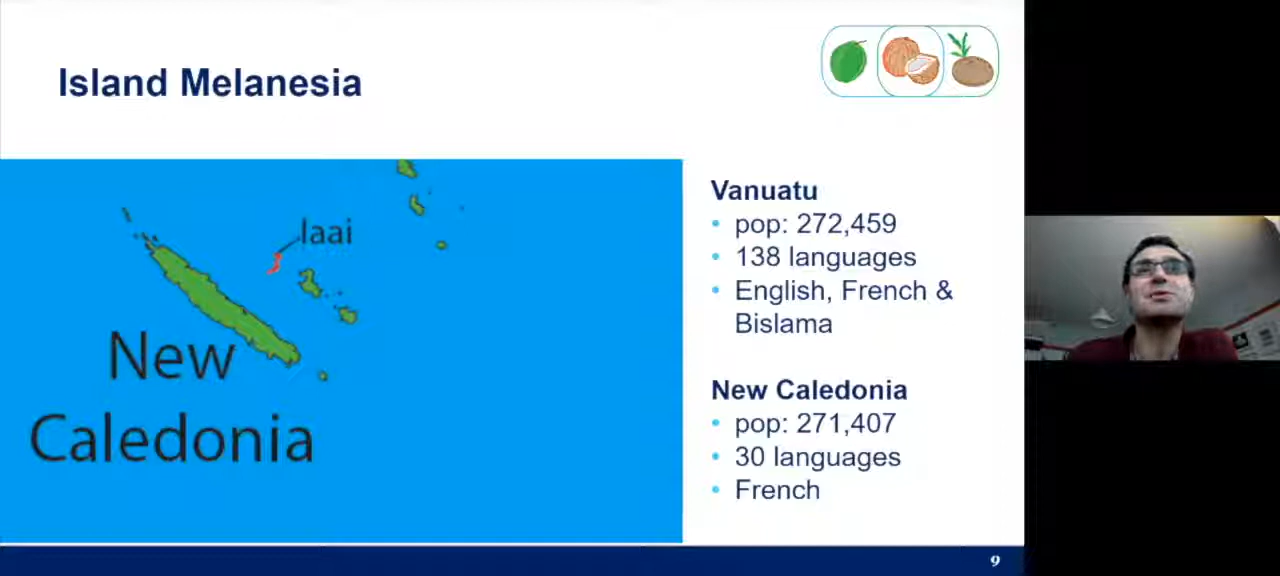 Island Melanesia
Iaai
New
Caledonia
Vanuatu
• pop: 272,459
• 138 languages
• English, French &
Bislama
New Caledonia
• pop: 271,407
• 30 languages
• French
9